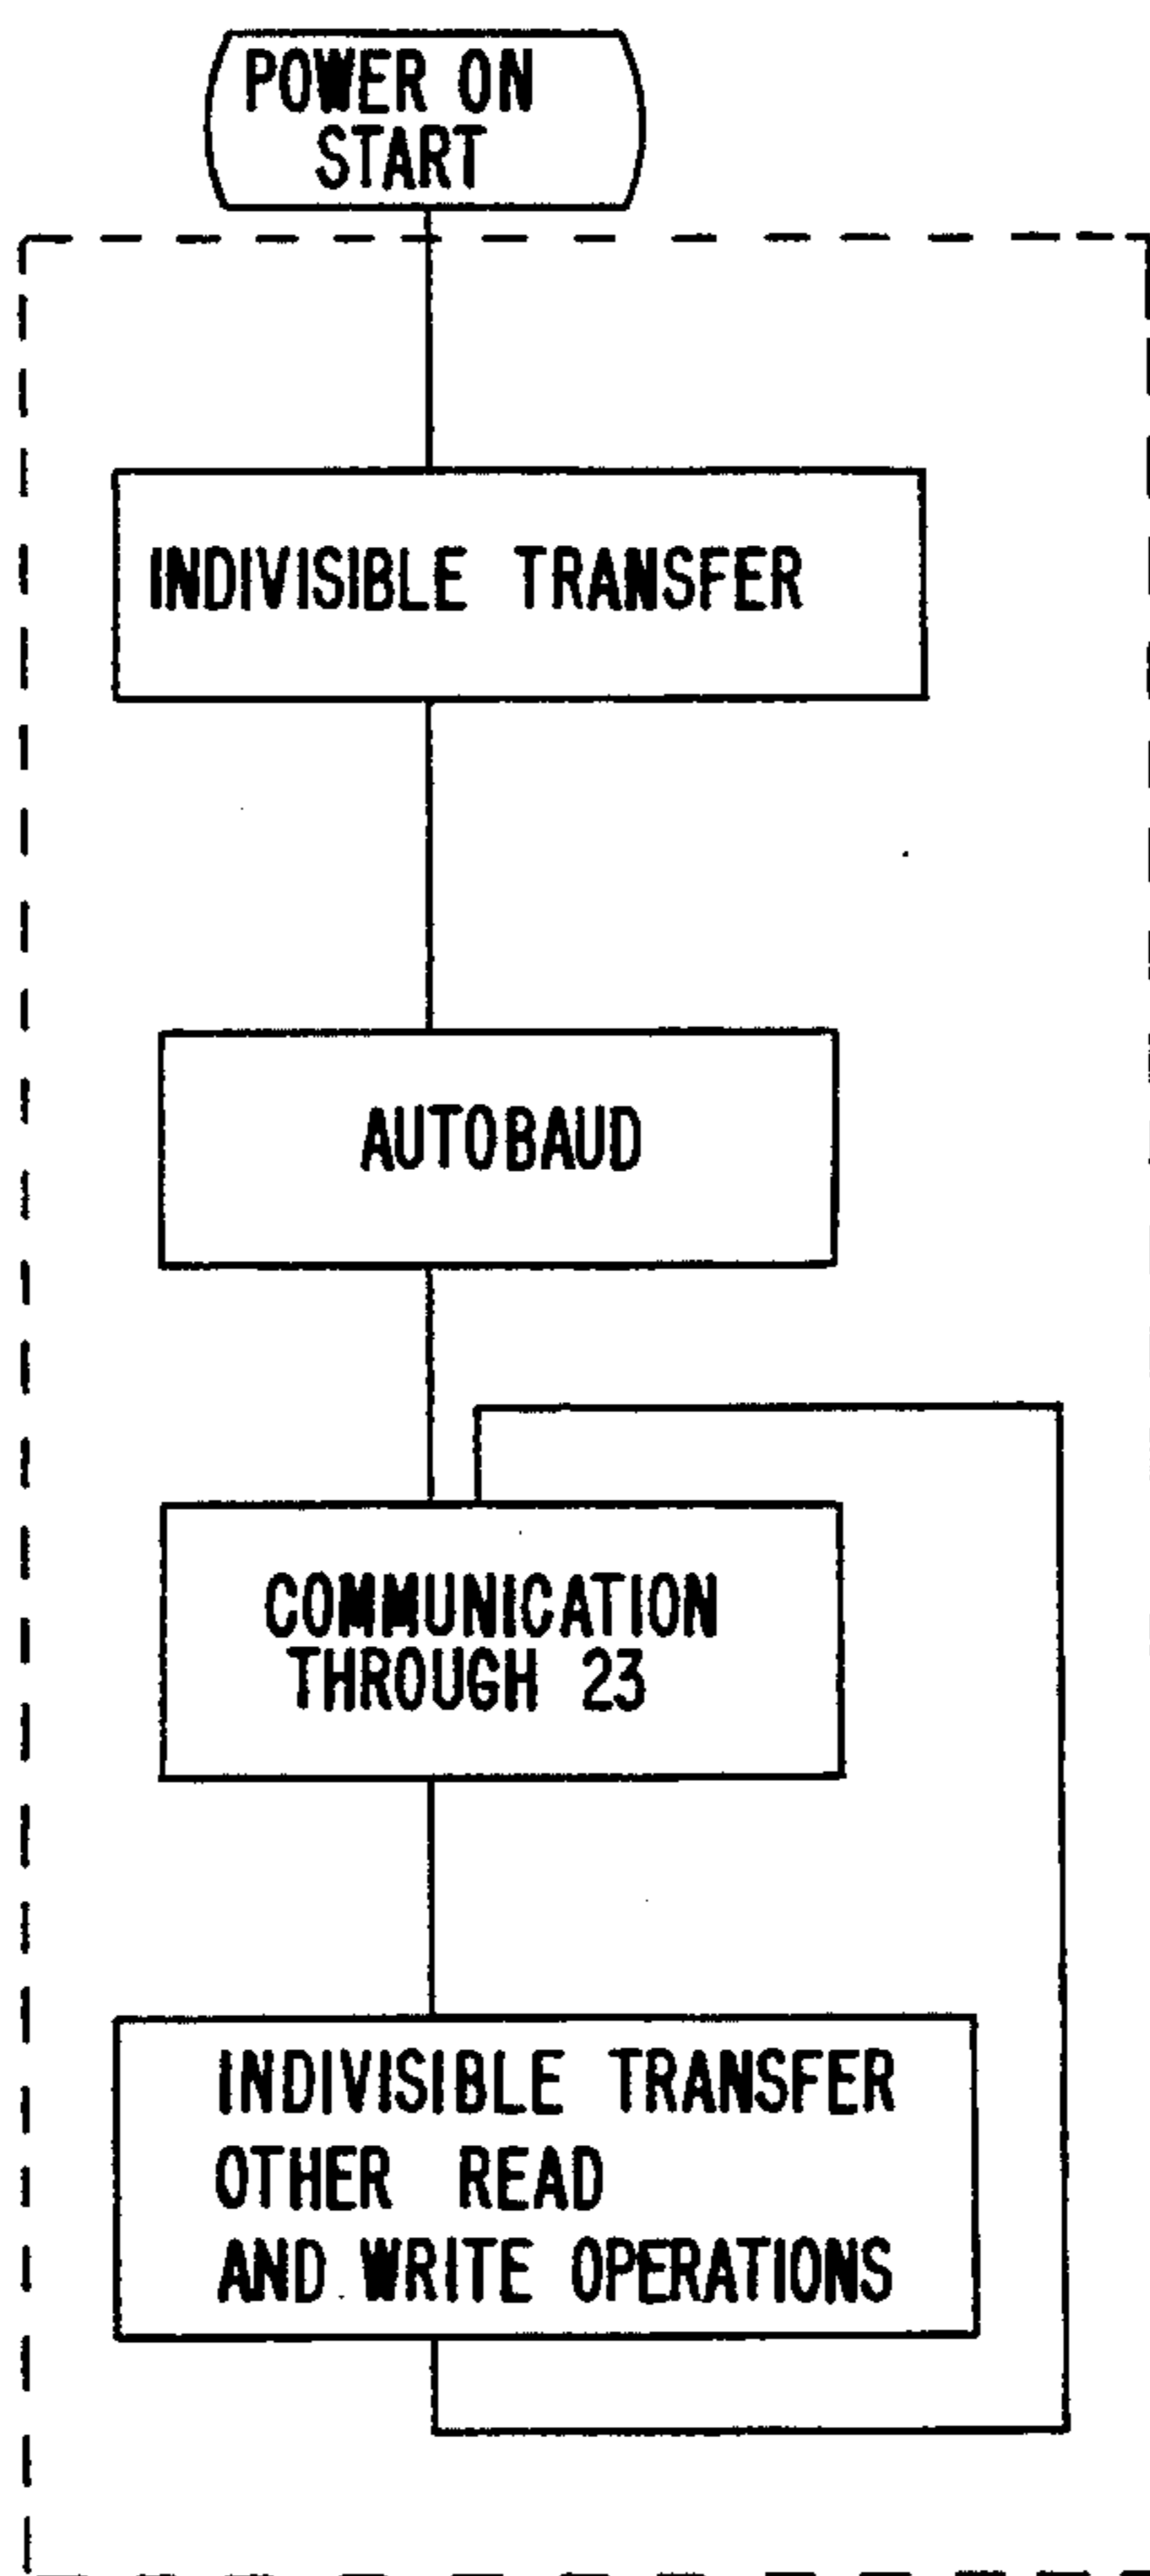 POWER ON
START
INDIVISIBLE TRANSFER
AUTOBAUD
COMMUNICATION
THROUGH 23
INDIVISIBLE TRANSFER
OTHER READ
AND WRITE OPERATIONS